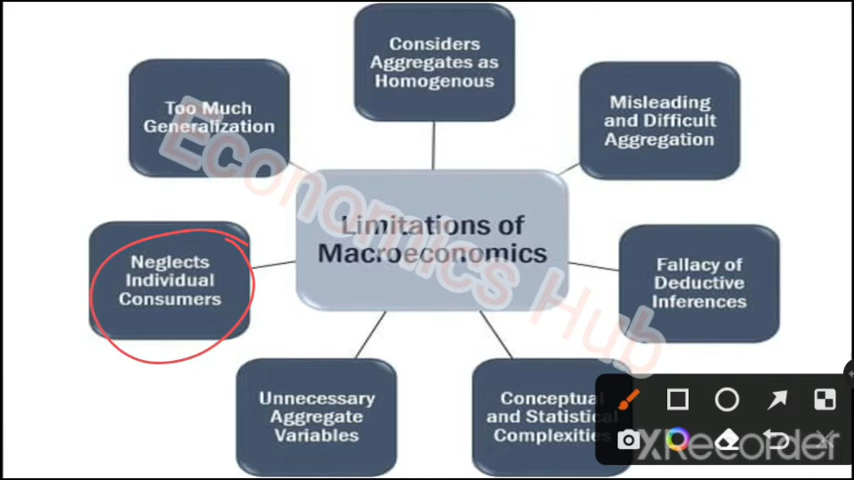 Considers
Aggregates as
Homogenous
Too Much
Generalization
Misleading
and Difficult
Aggregation
Limitations of
Macroeconomics
Neglects
Individual
Consumers
Fallacy of
Deductive
Inferences
Unnecessary
Aggregate
Variables
Conceptual
and Statistical
Complexities
Economics Hub
XRecorder